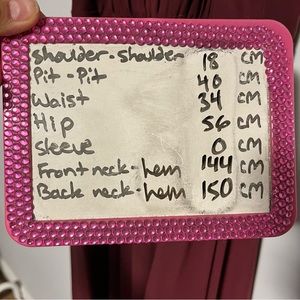 Shoulder-shoulder 18 cm
Pit-Pit 40 cm
Waist 34 cm
Hip 56 cm
Sleeve 0 cm
Front neck-hem 144 cm
Back neck-hem 150 cm